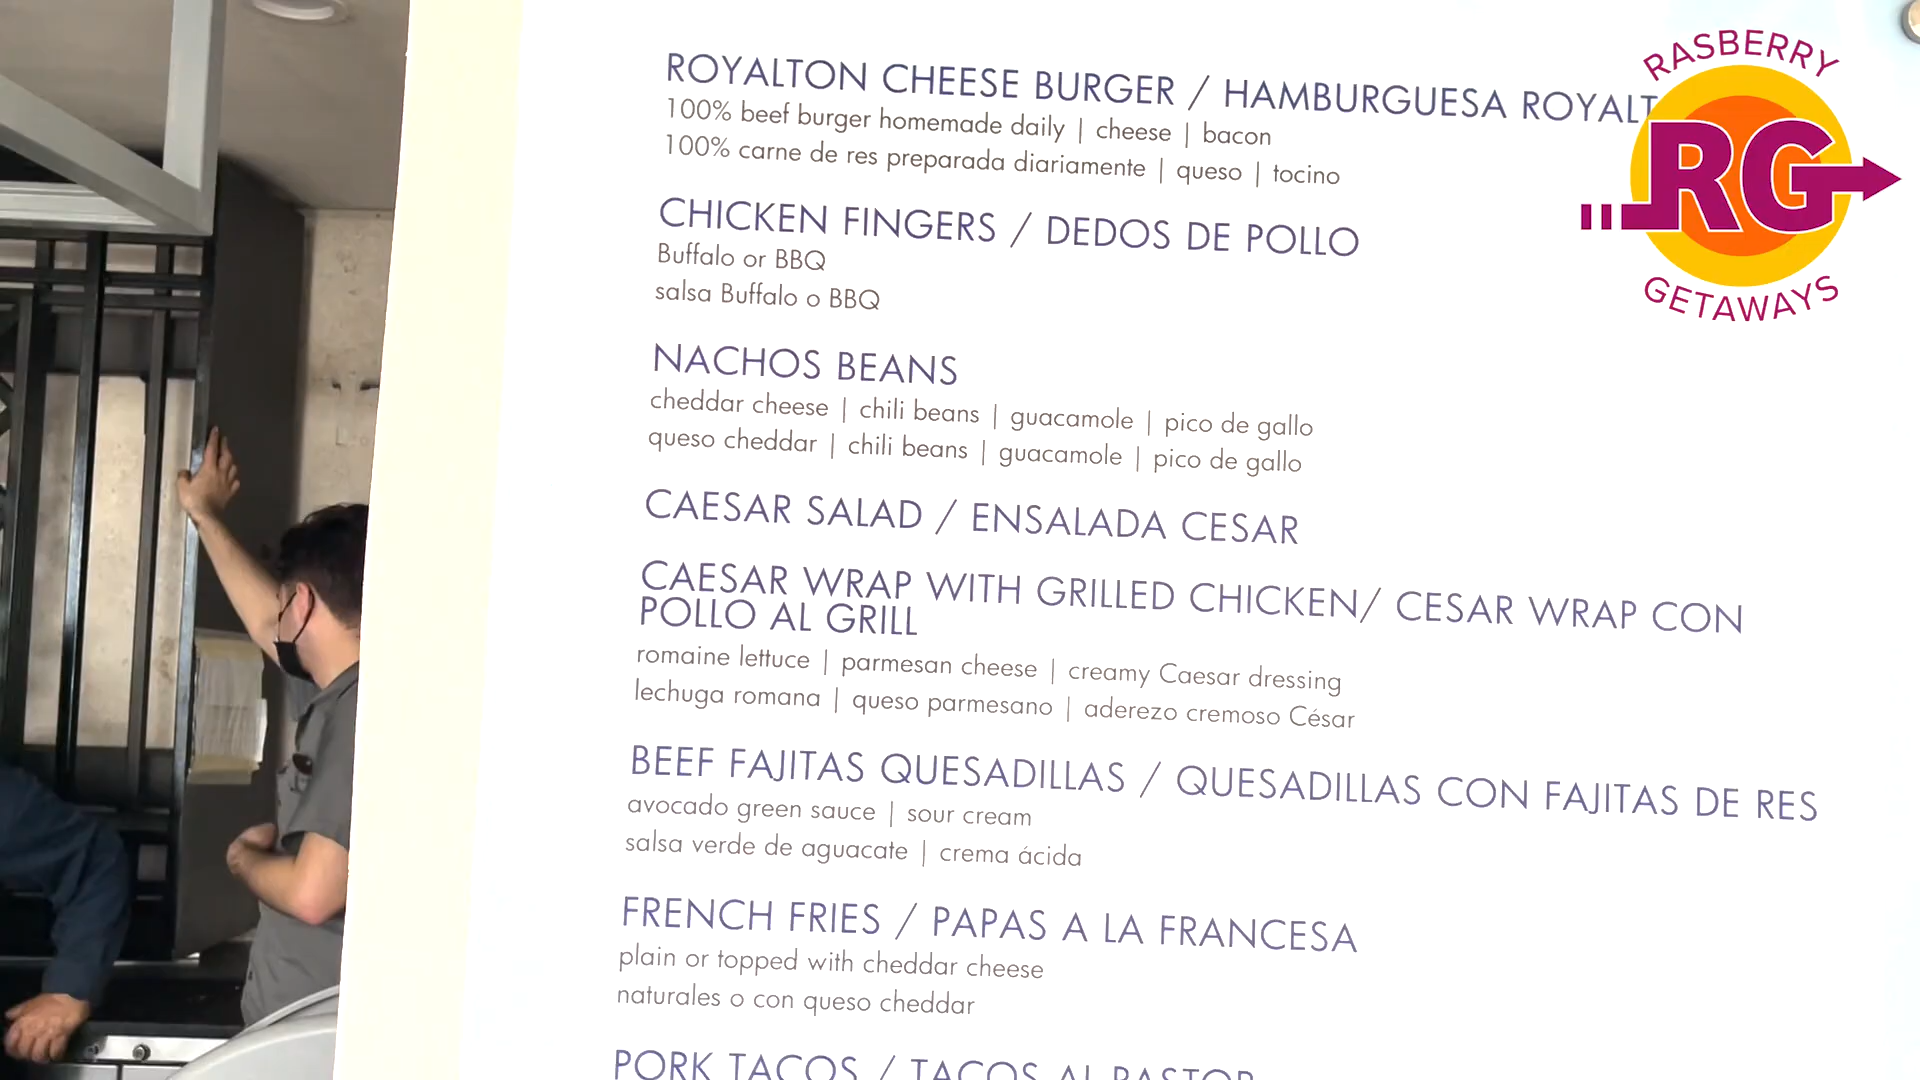 ROYALTON CHEESE BURGER / HAMBURGUESA ROYALT
100% beef burger homemade daily | cheese | bacon
100% carne de res preparada diariamente | queso | tocino
CHICKEN FINGERS / DEDOS DE POLLO
Buffalo or BBQ
salsa Buffalo o BBQ
NACHOS BEANS
cheddar cheese | chili beans | guacamole | pico de gallo
queso cheddar | chili beans | guacamole | pico de gallo
CAESAR SALAD / ENSALADA CESAR
CAESAR WRAP WITH GRILLED CHICKEN/ CESAR WRAP CON
POLLO AL GRILL
romaine lettuce | parmesan cheese | creamy Caesar dressing
lechuga romana | queso parmesano | aderezo cremoso César
BEEF FAJITAS QUESADILLAS / QUESADILLAS CON FAJITAS DE RES
avocado green sauce | sour cream
salsa verde de aguacate | crema ácida
FRENCH FRIES / PAPAS A LA FRANCESA
plain or topped with cheddar cheese
naturales o con queso cheddar
PORK TACOS / TACOS AL PASTOR
RASBERRY
RG
GETAWAYS